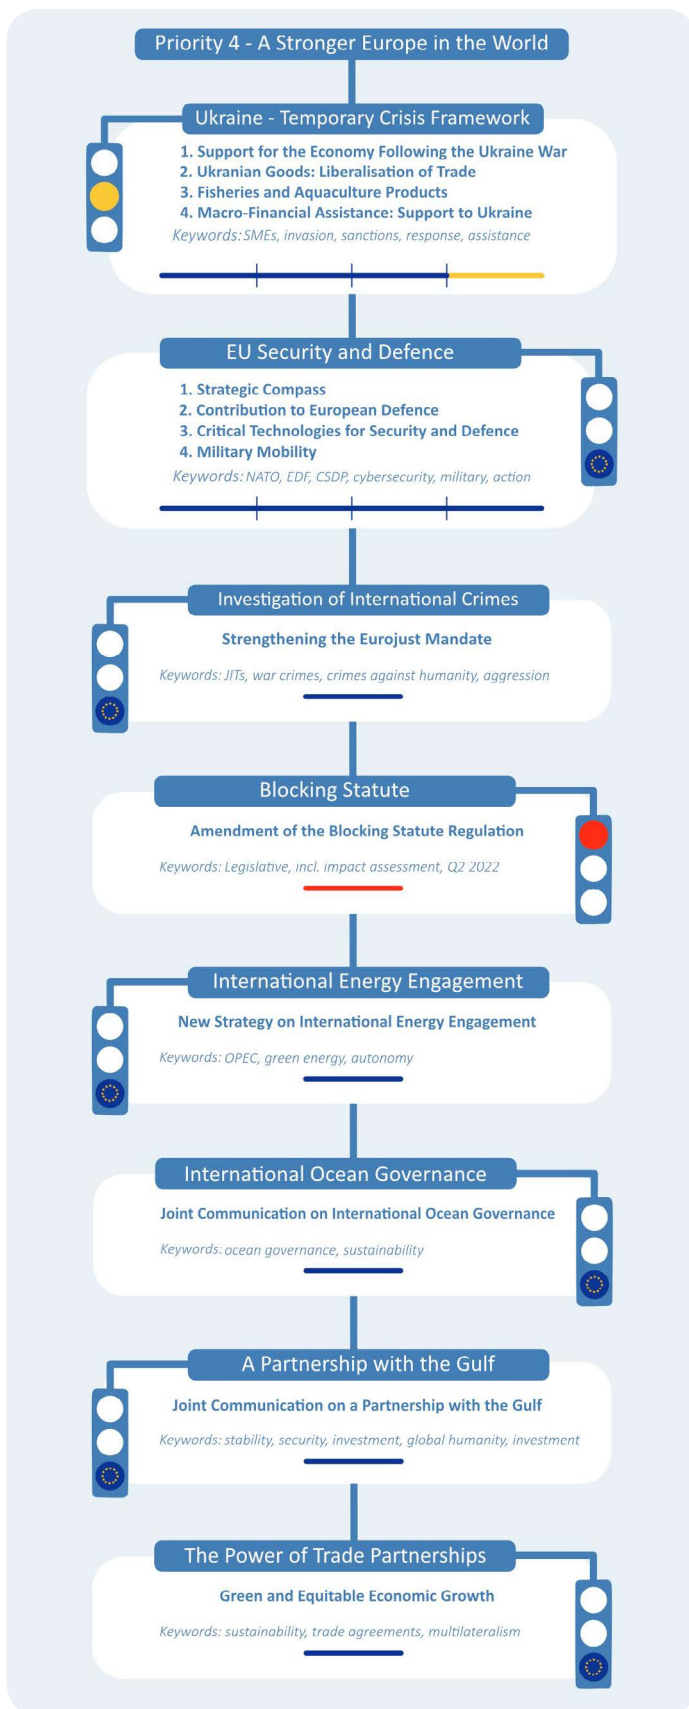 Priority 4 - A Stronger Europe in the World
Ukraine - Temporary Crisis Framework
1. Support for the Economy Following the Ukraine War
2. Ukranian Goods: Liberalisation of Trade
3. Fisheries and Aquaculture Products
4. Macro-Financial Assistance: Support to Ukraine
Keywords: SMEs, invasion, sanctions, response, assistance
EU Security and Defence
1. Strategic Compass
2. Contribution to European Defence
3. Critical Technologies for Security and Defence
4. Military Mobility
Keywords: NATO, EDF, CSDP, cybersecurity, military, action
Investigation of International Crimes
Strengthening the Eurojust Mandate
Keywords: JITs, war crimes, crimes against humanity, aggression
Blocking Statute
Amendment of the Blocking Statute Regulation
Keywords: Legislative, incl. impact assessment, Q2 2022
International Energy Engagement
New Strategy on International Energy Engagement
Keywords: OPEC, green energy, autonomy
International Ocean Governance
Joint Communication on International Ocean Governance
Keywords: ocean governance, sustainability
A Partnership with the Gulf
Joint Communication on a Partnership with the Gulf
Keywords: stability, security, investment, global humanity, investment
The Power of Trade Partnerships
Green and Equitable Economic Growth
Keywords: sustainability, trade agreements, multilateralism